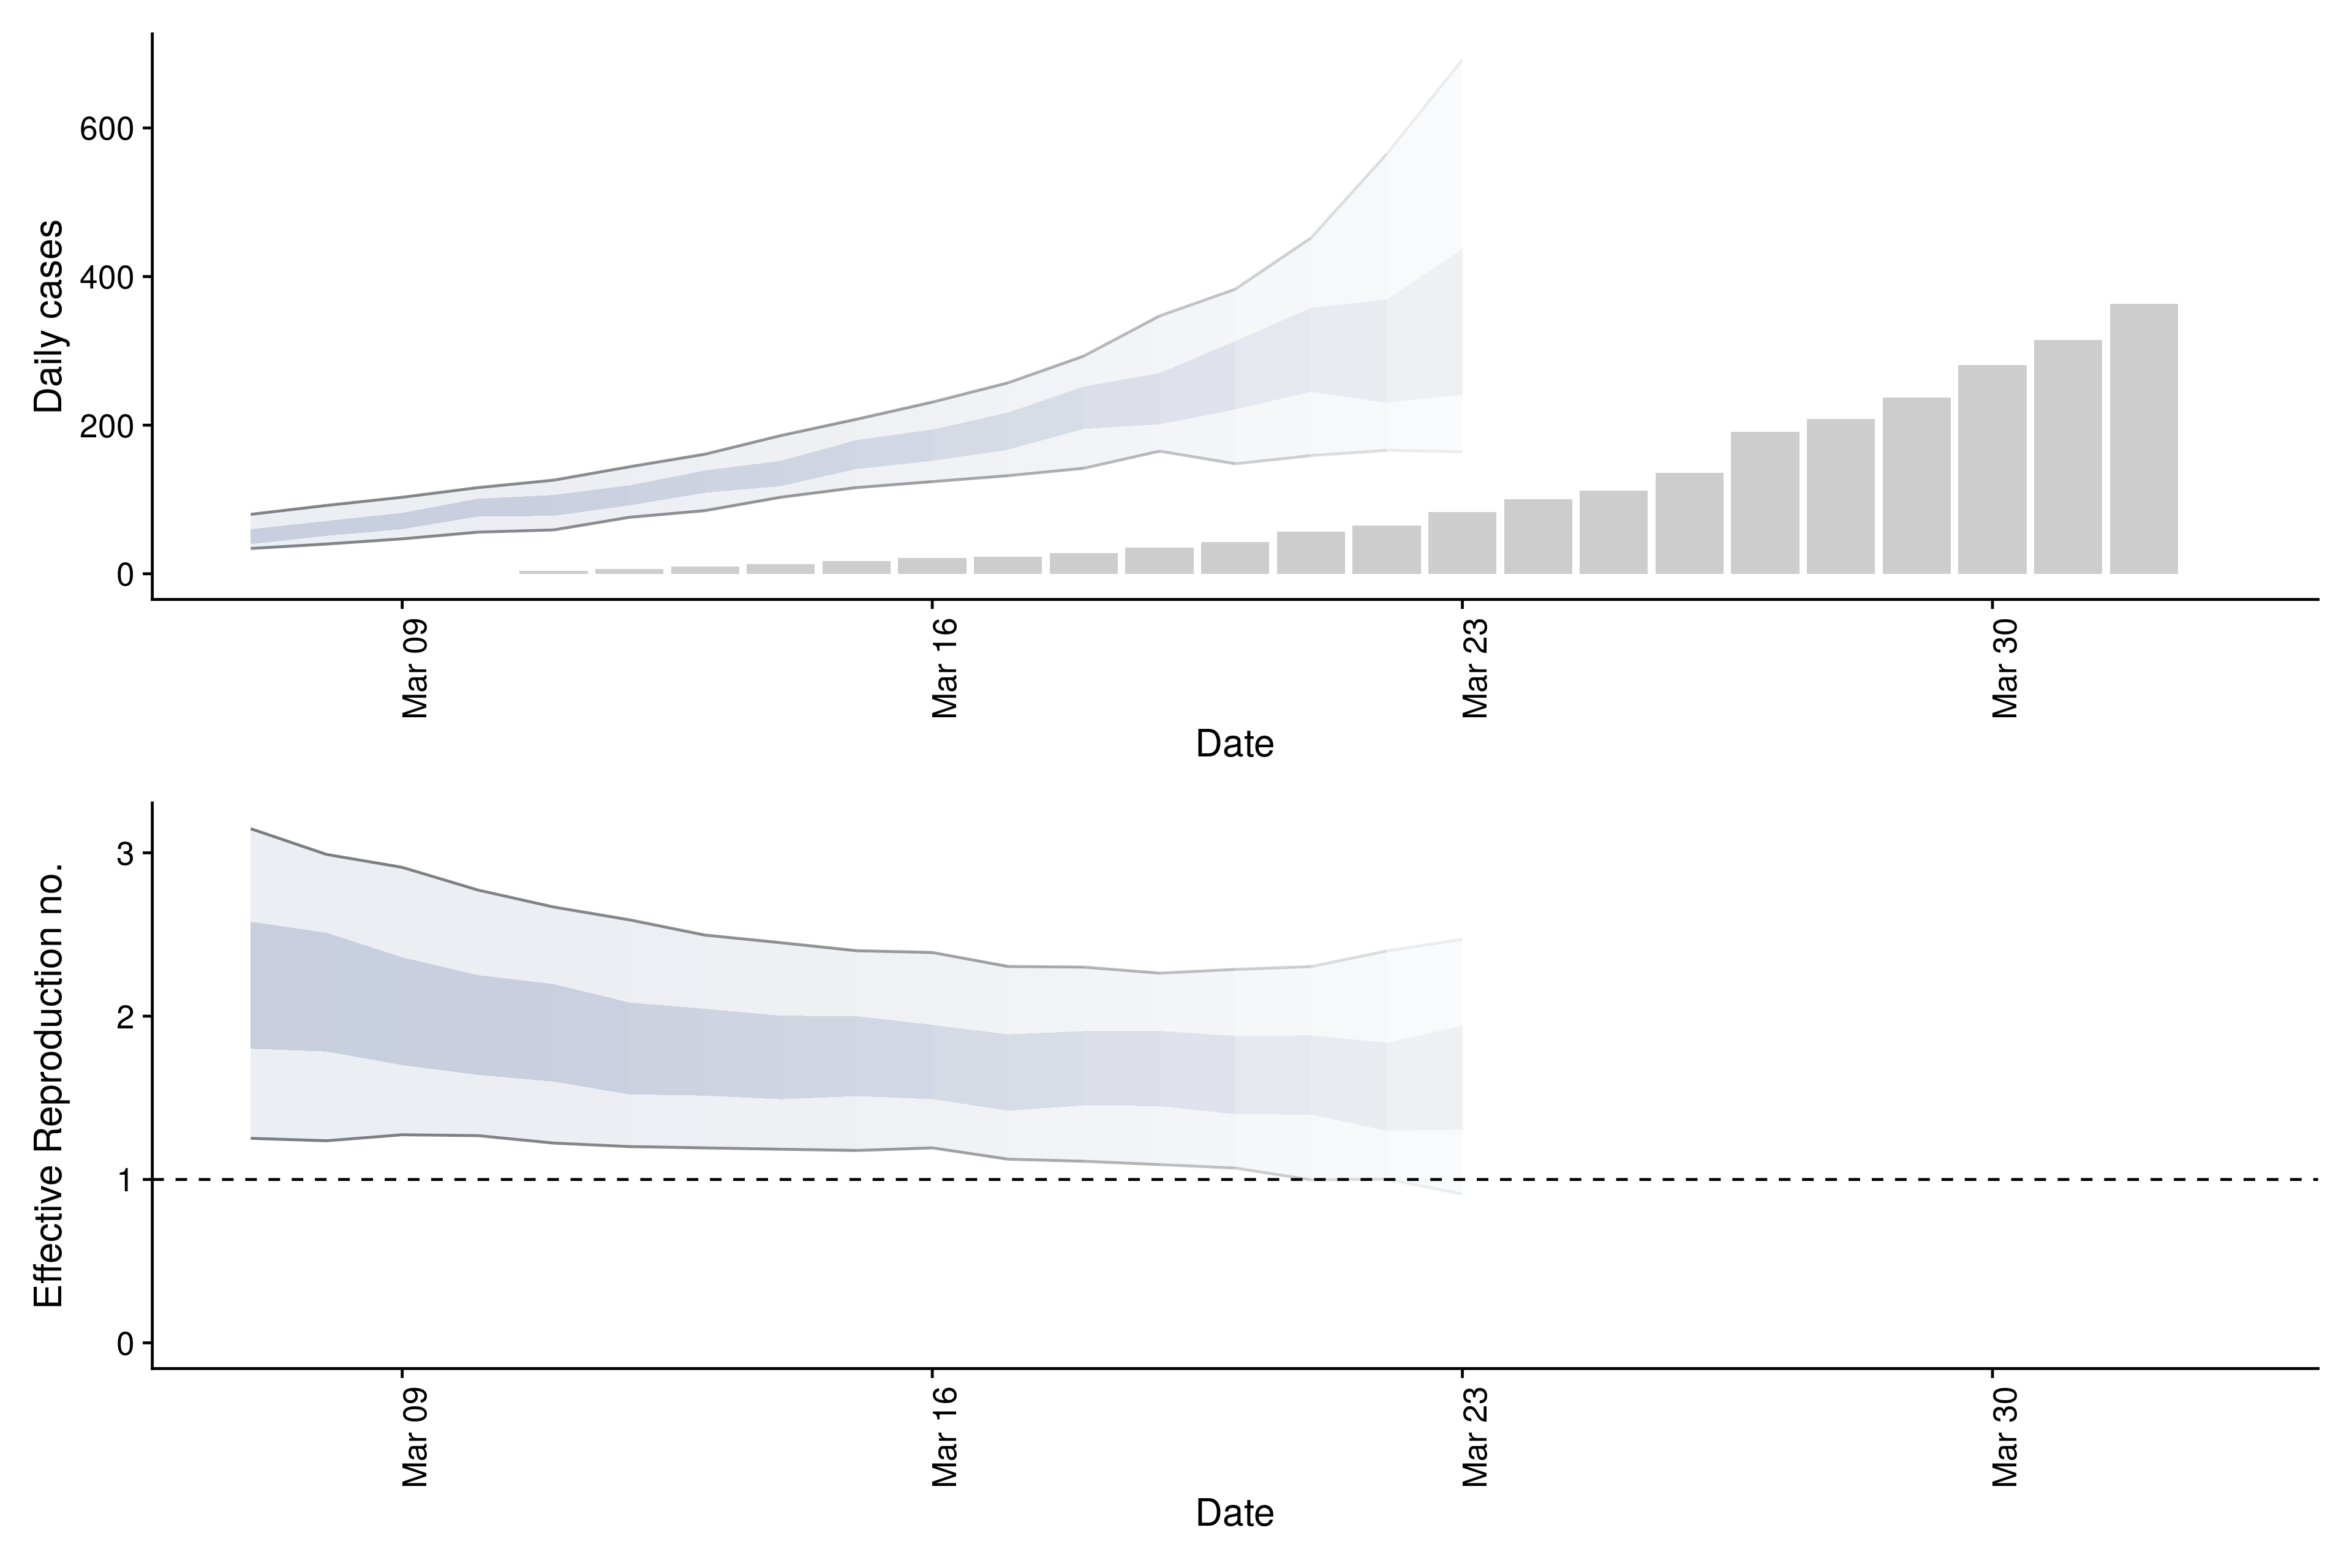 Daily cases
600
400
200
0
Mar 09
Mar 16
Mar 23
Mar 30
Date
Effective Reproduction no.
3
2
1
0
Mar 09
Mar 16
Mar 23
Mar 30
Date